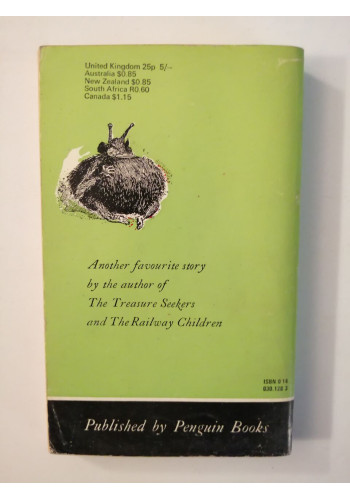 United Kingdom 25p 5/-
Australia $0.85
New Zealand $0.85
South Africa R0.60
Canada $1.15
Another favourite story
by the author of
The Treasure Seekers
and The Railway Children
ISBN 0 14
Published by Penguin Books